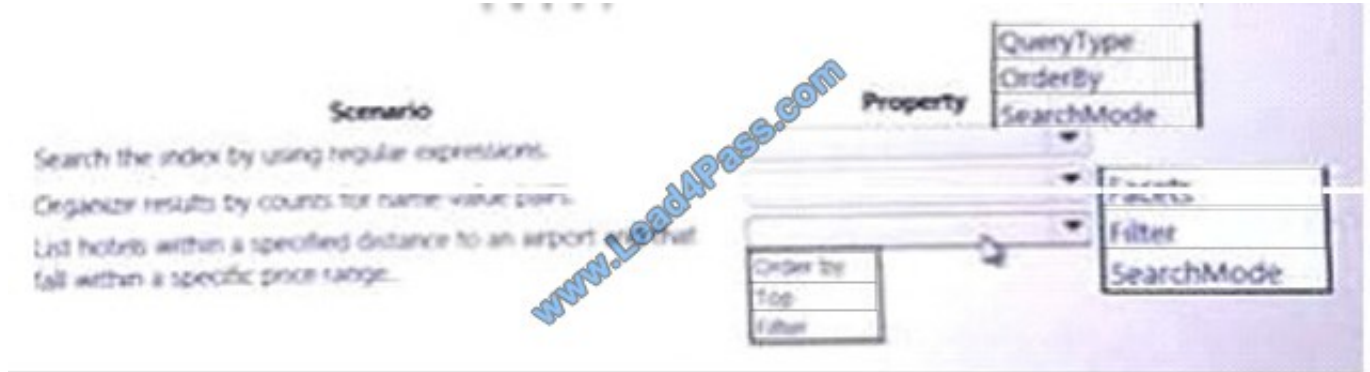 QueryType
OrderBy
SearchMode
Scenario
Property
Search the index by using regular expressions.
Organize results by counts for name-value pairs.
Facets
Filter
SearchMode
List hotels within a specified distance to an airport that
fall within a specific price range.
Order by
Top
Filter
www.Lead4Pass.com